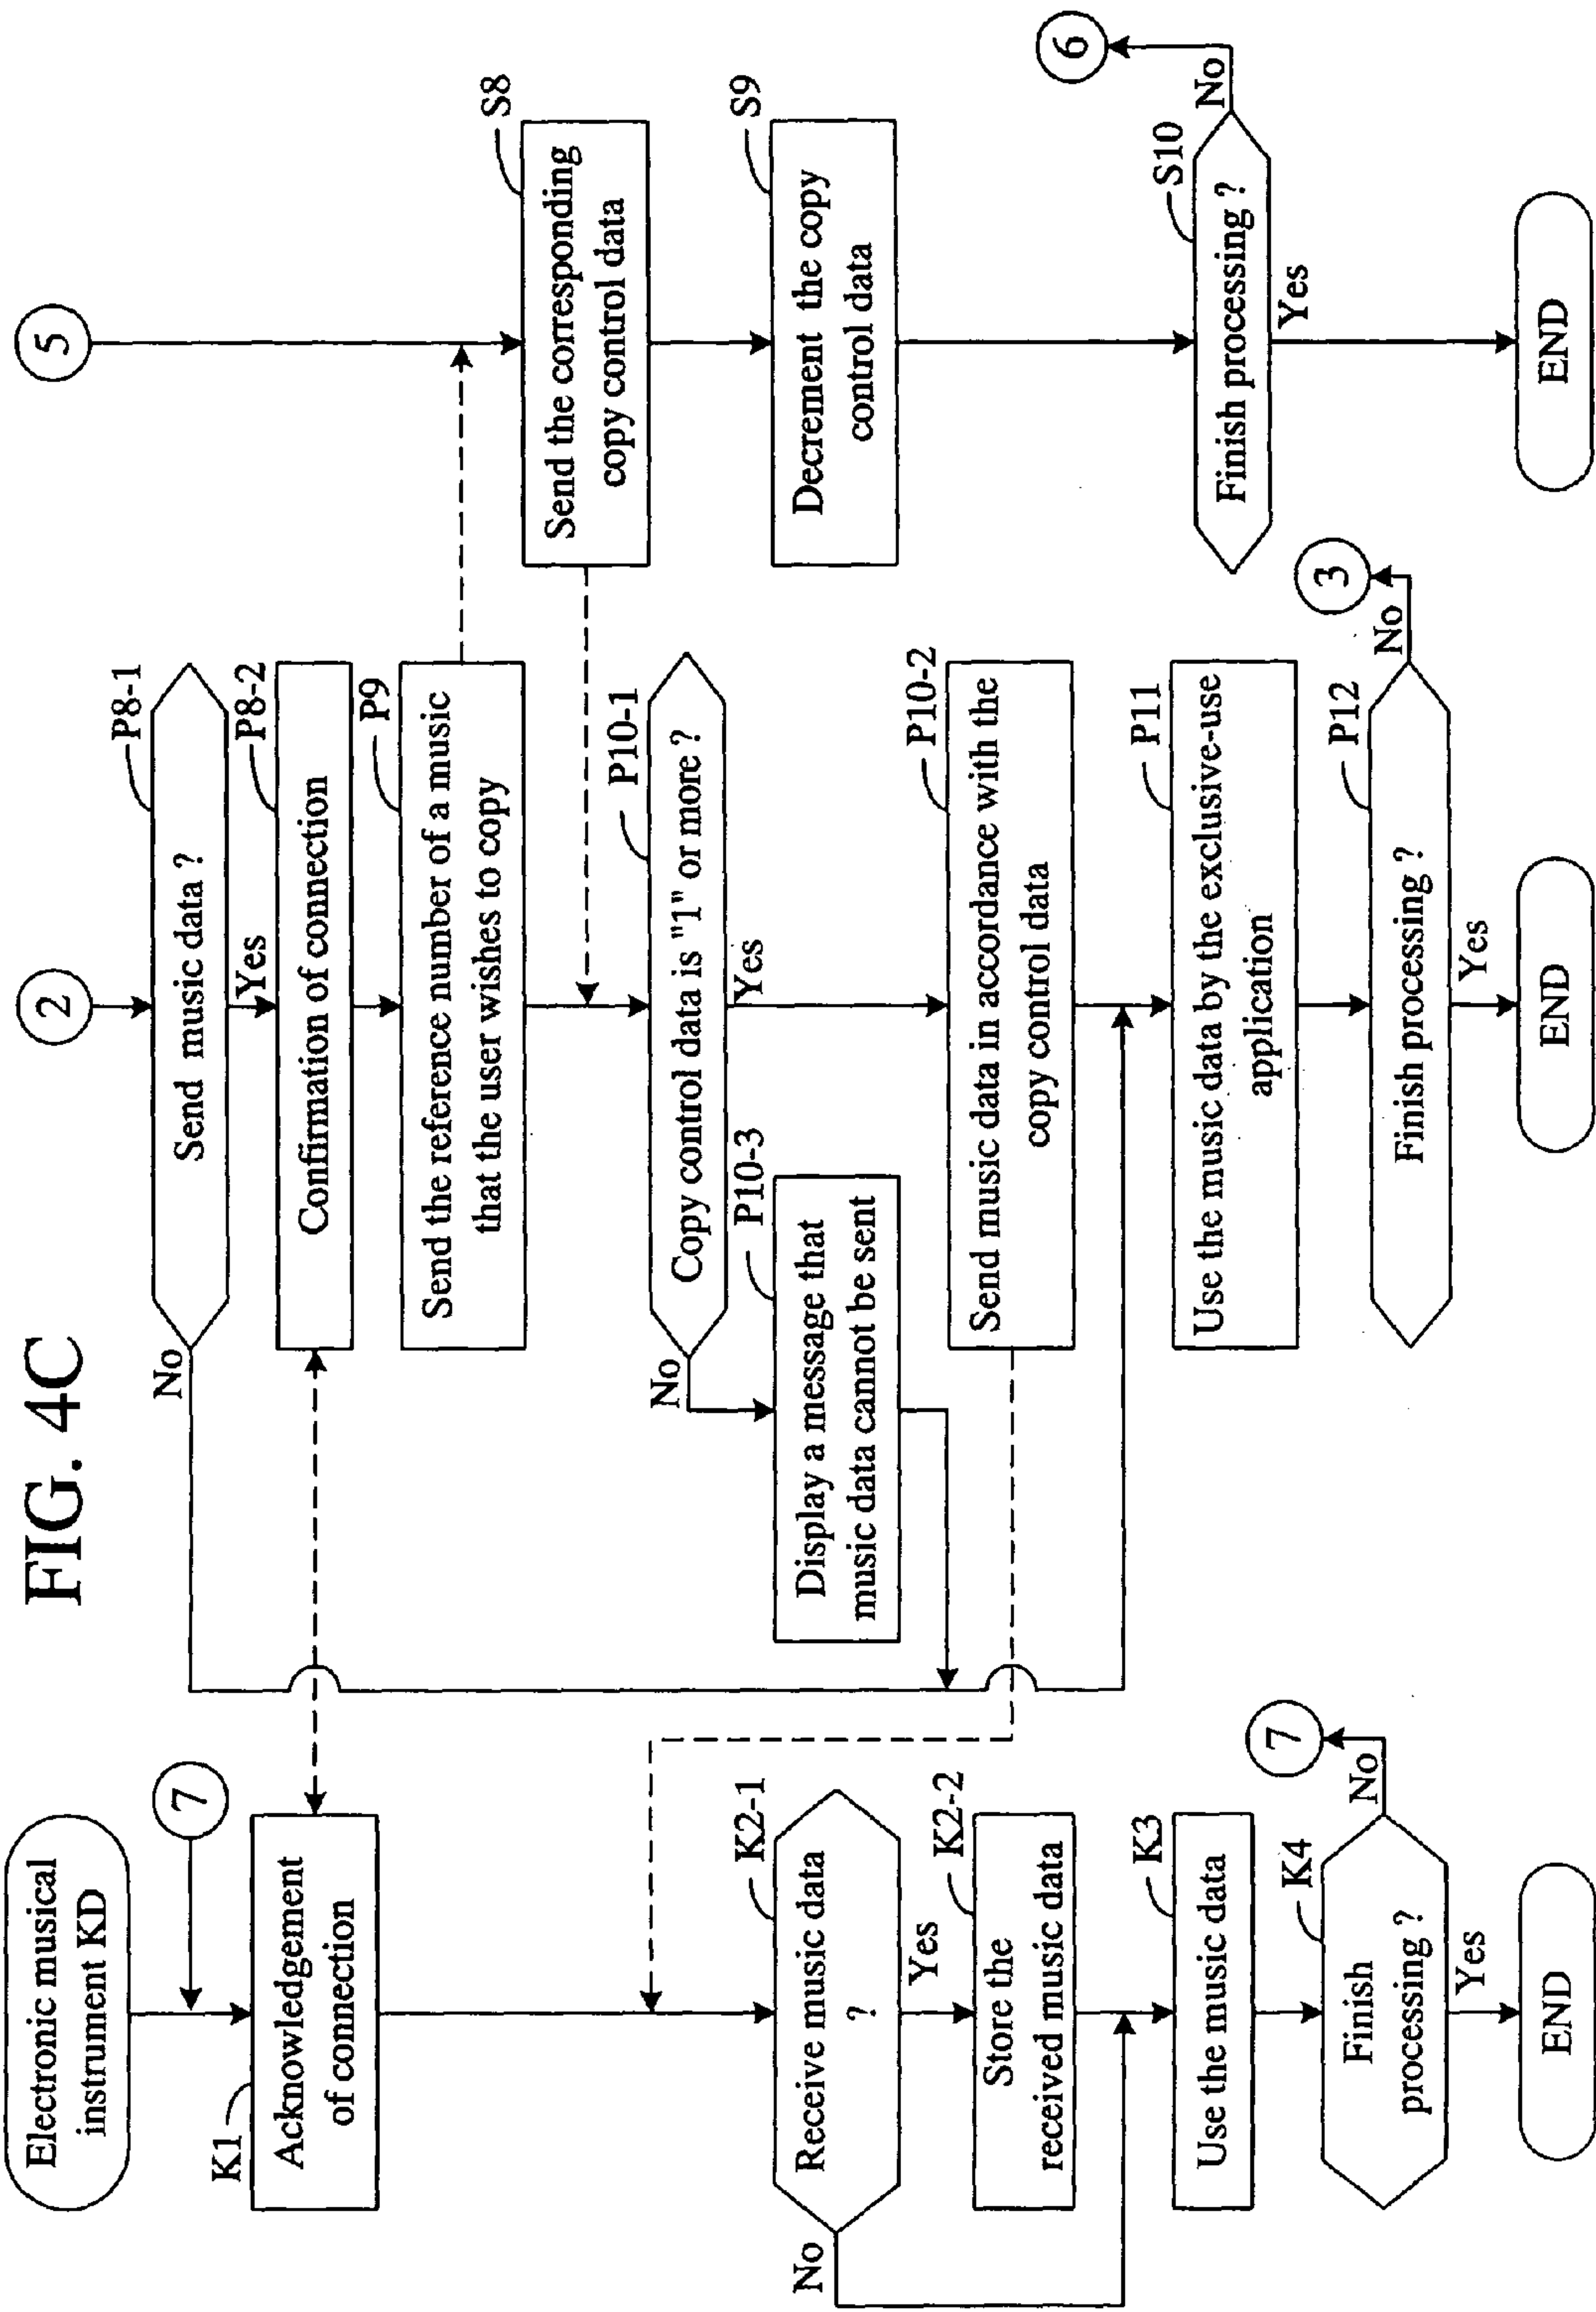 FIG. 4C
Electronic musical
instrument KD
7
K1
Acknowledgement
of connection
K2-1
Receive music data
?
No
Yes
K2-2
Store the
received music data
K3
Use the music data
K4
Finish
processing ?
No
7
Yes
END
2
P8-1
Send music data ?
No
Yes
P8-2
Confirmation of connection
P9
Send the reference number of a music
that the user wishes to copy
P10-1
Copy control data is "1" or more ?
No
Yes
P10-3
Display a message that
music data cannot be sent
P10-2
Send music data in accordance with the
copy control data
P11
Use the music data by the exclusive-use
application
P12
Finish processing ?
No
3
Yes
END
5
S8
Send the corresponding
copy control data
S9
Decrement the copy
control data
S10
Finish processing ?
No
6
Yes
END